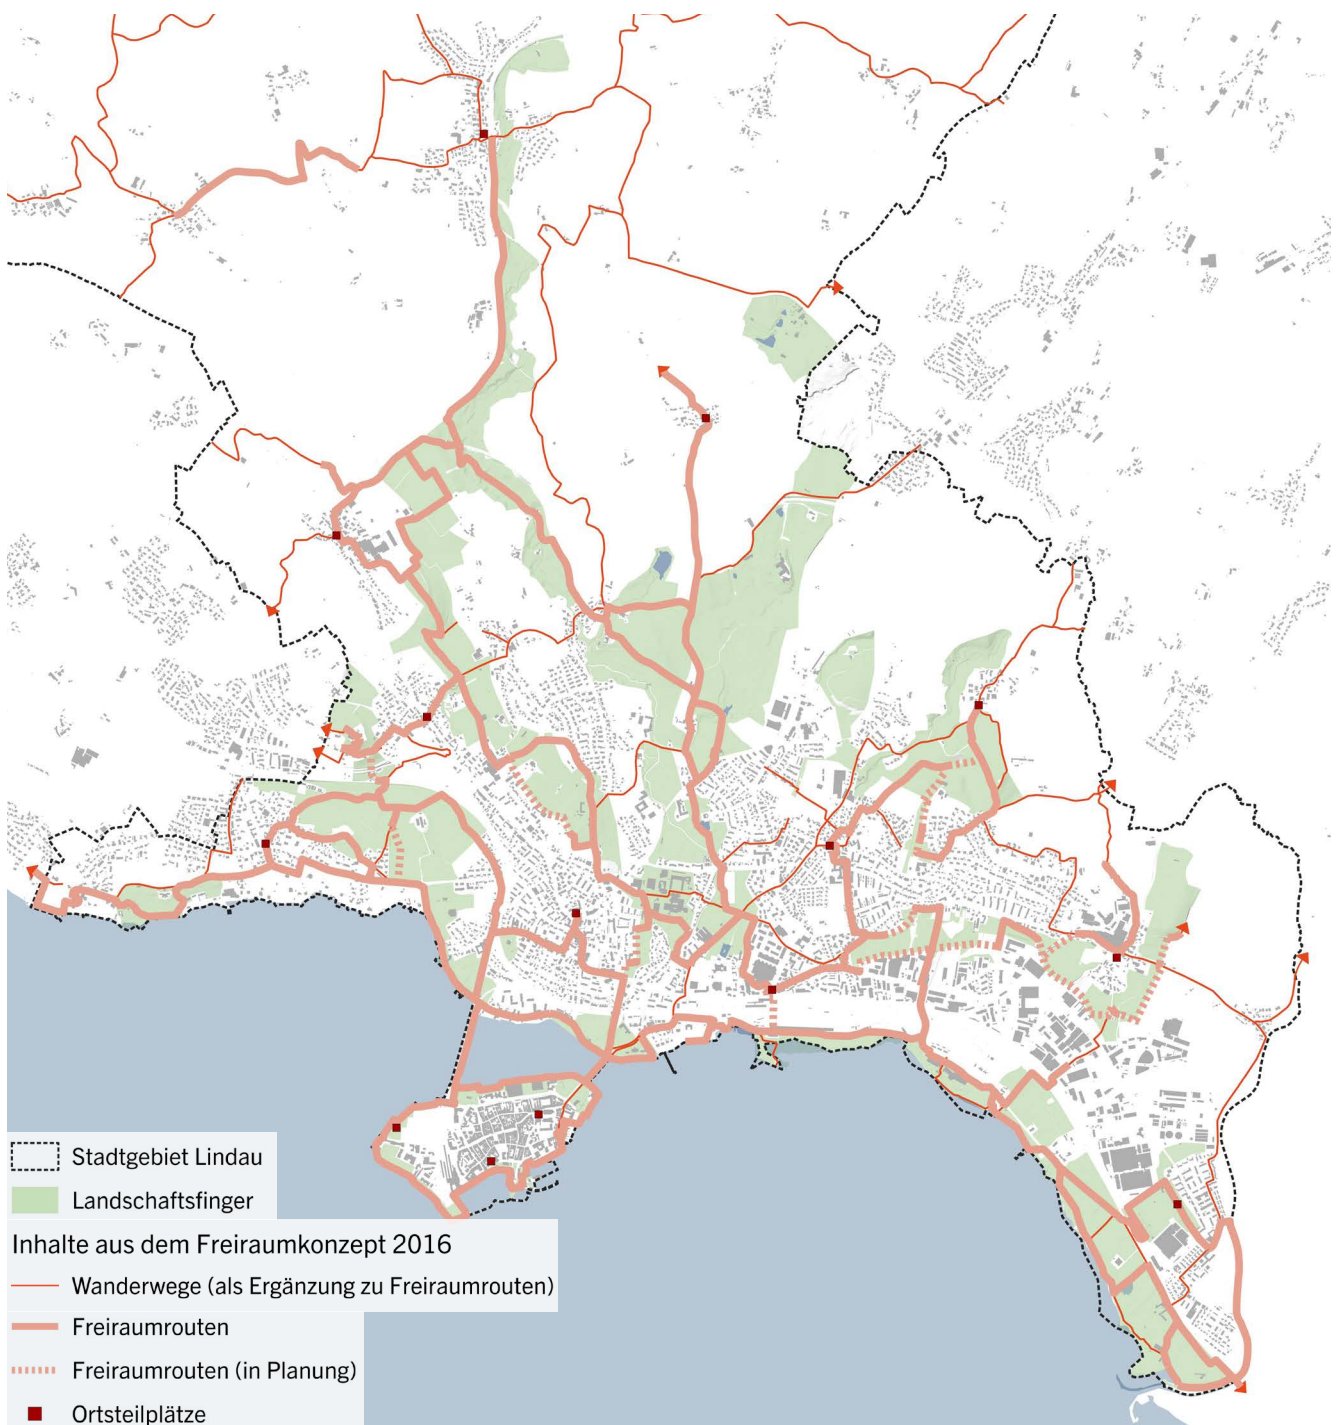 Stadtgebiet Lindau
Landschaftsfinger
Inhalte aus dem Freiraumkonzept 2016
Wanderwege (als Ergänzung zu Freiraumrouten)
Freiraumrouten
Freiraumrouten (in Planung)
Ortsteilplätze